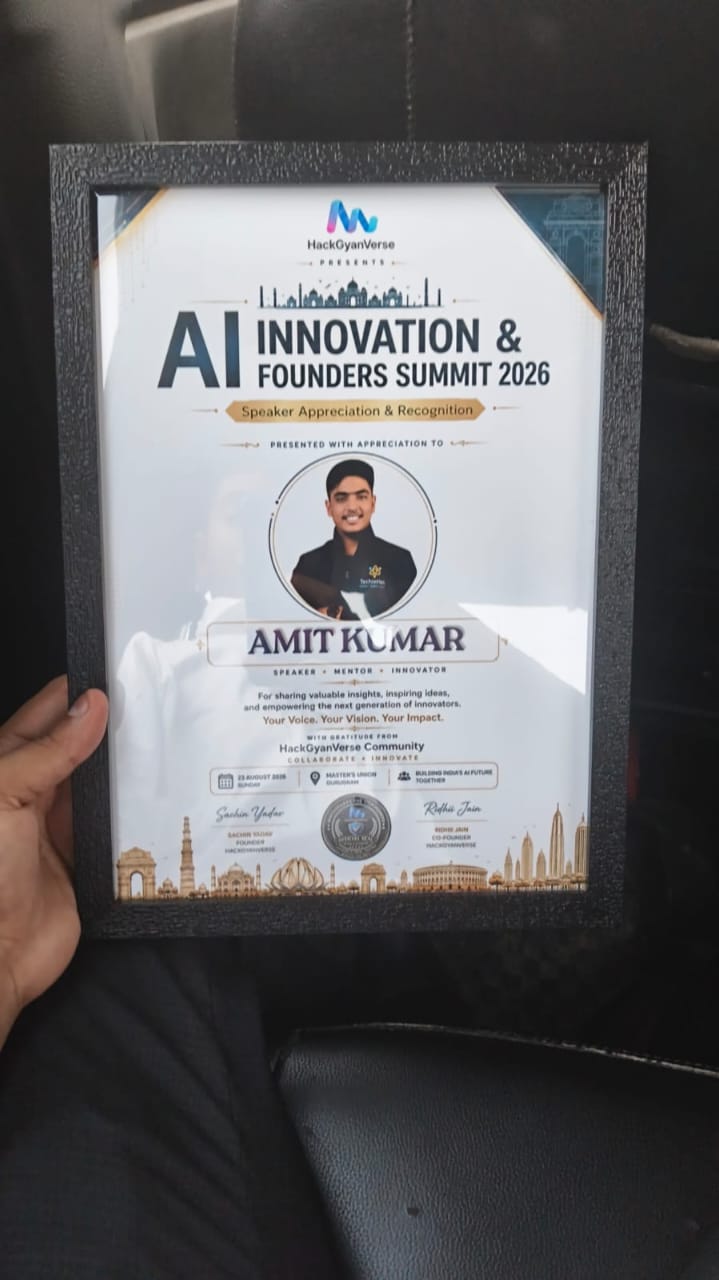 HackGyanVerse
PRESENTS
AI INNOVATION &
FOUNDERS SUMMIT 2026
Speaker Appreciation & Recognition
PRESENTED WITH APPRECIATION TO
AMIT KUMAR
SPEAKER • MENTOR • INNOVATOR
For sharing valuable insights, inspiring ideas,
and empowering the next generation of innovators.
Your Voice. Your Vision. Your Impact.
WITH GRATITUDE FROM
HackGyanVerse Community
COLLABORATE • INNOVATE
23 AUGUST 2026
SUNDAY
MASTER'S UNION
GURUGRAM
BUILDING INDIA'S AI FUTURE
TOGETHER
Sachin Yadav
SACHIN YADAV
FOUNDER
HACKGYANVERSE
Ridhii Jain
RIDHII JAIN
CO-FOUNDER
HACKGYANVERSE